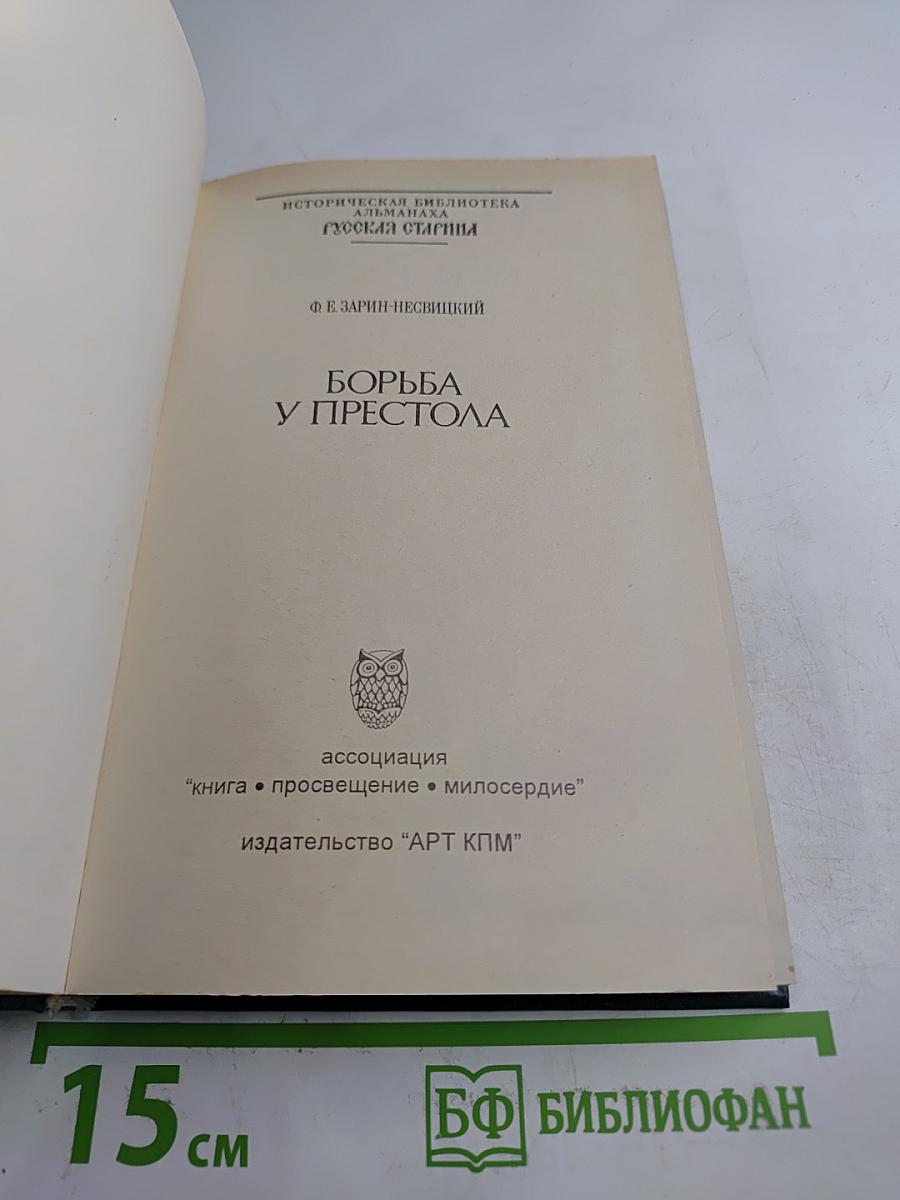 ИСТОРИЧЕСКАЯ БИБЛИОТЕКА
АЛЬМАНАХА
РУССКАЯ СТАРИНА
Ф. Е. ЗАРИН-НЕСВИЦКИЙ
БОРЬБА
У ПРЕСТОЛА
ассоциация
"книга • просвещение • милосердие"
издательство "АРТ КПМ"
15 см
БФ БИБЛИОФАН